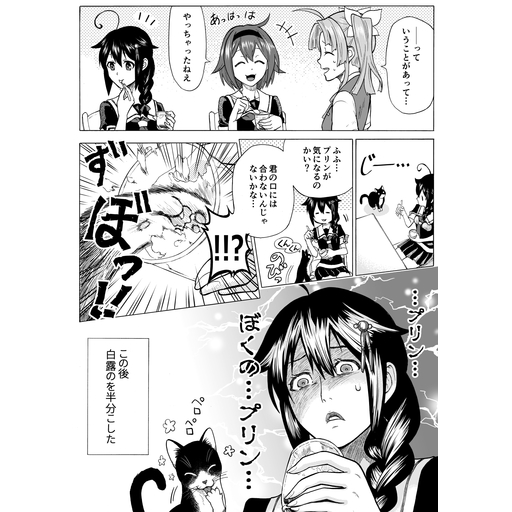 ——って
いうことがあって…
あっはっは
やっちゃったねえ
じーー…
ふふ…
プリンが
気になるの
かい？
くんくん
のびっ
君の口には
合わないんじゃ
ないかな…
!!?
ずぼっ!!
…プリン…
ぼくの…プリン…
ペロペロ
この後
白露のを半分こした